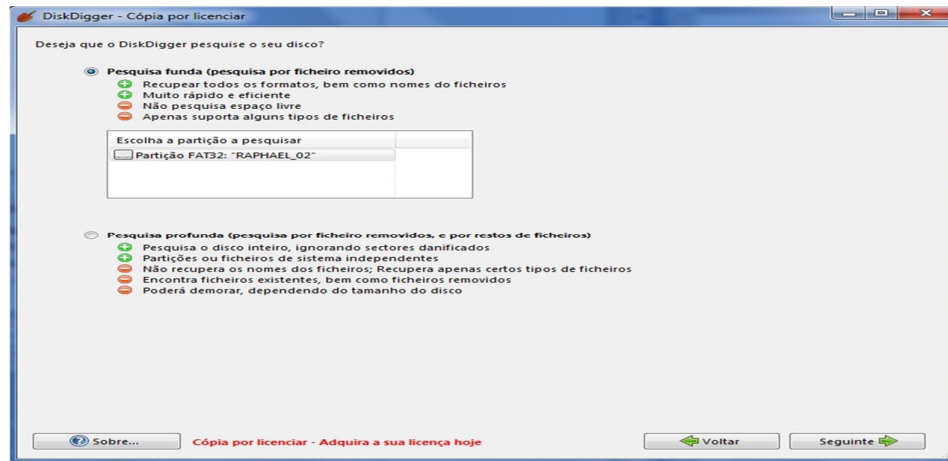 DiskDigger - Cópia por licenciar
Deseja que o DiskDigger pesquise o seu disco?
Pesquisa funda (pesquisa por ficheiro removidos)
Recupear todos os formatos, bem como nomes do ficheiros
Muito rápido e eficiente
Não pesquisa espaço livre
Apenas suporta alguns tipos de ficheiros
Escolha a partição a pesquisar
Partição FAT32: "RAPHAEL_02"
Pesquisa profunda (pesquisa por ficheiro removidos, e por restos de ficheiros)
Pesquisa o disco inteiro, ignorando sectores danificados
Partições ou ficheiros de sistema independentes
Não recupera os nomes dos ficheiros; Recupera apenas certos tipos de ficheiros
Encontra ficheiros existentes, bem como ficheiros removidos
Poderá demorar, dependendo do tamanho do disco
Sobre... Cópia por licenciar - Adquira a sua licença hoje Voltar Seguinte